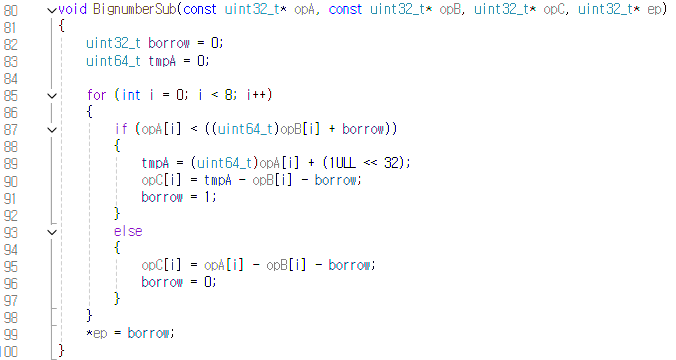 80 void BignumberSub(const uint32_t* opA, const uint32_t* opB, uint32_t* opC, uint32_t* ep)
81 {
82     uint32_t borrow = 0;
83     uint64_t tmpA = 0;
84
85     for (int i = 0; i < 8; i++)
86     {
87         if (opA[i] < ((uint64_t)opB[i] + borrow))
88         {
89             tmpA = (uint64_t)opA[i] + (1ULL << 32);
90             opC[i] = tmpA - opB[i] - borrow;
91             borrow = 1;
92         }
93         else
94         {
95             opC[i] = opA[i] - opB[i] - borrow;
96             borrow = 0;
97         }
98     }
99     *ep = borrow;
100 }